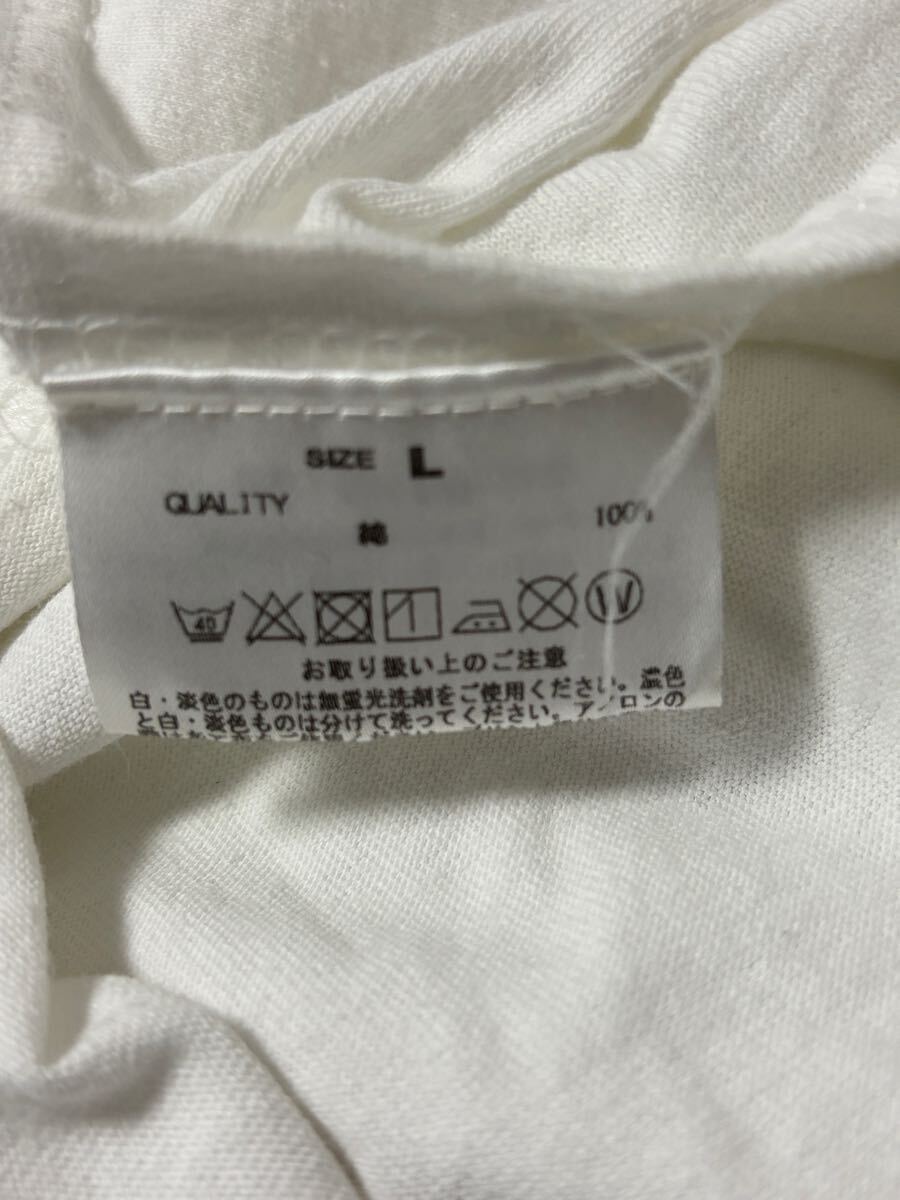 SIZE L
QUALITY
綿 100%
40 W
お取り扱い上のご注意
白・淡色のものは無蛍光洗剤をご使用ください。濃色
と白・淡色ものは分けて洗ってください。アイロンの